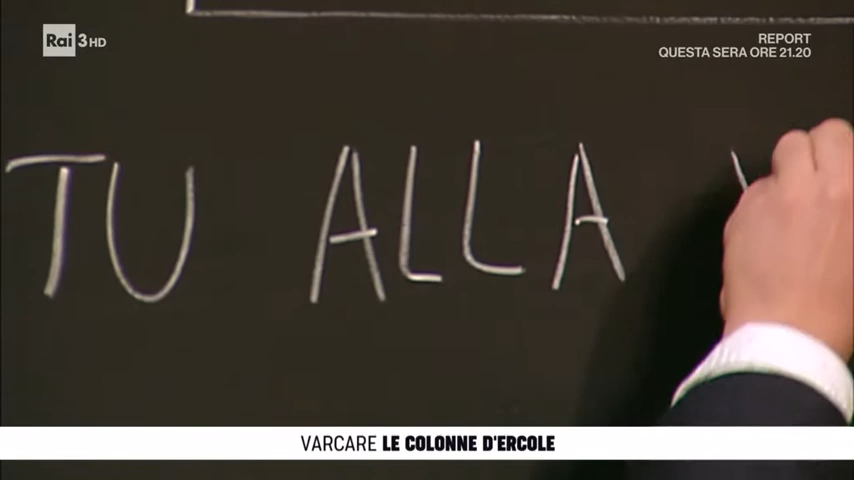 Rai 3HD
REPORT
QUESTA SERA ORE 21.20
TU ALLA
VARCARE LE COLONNE D'ERCOLE